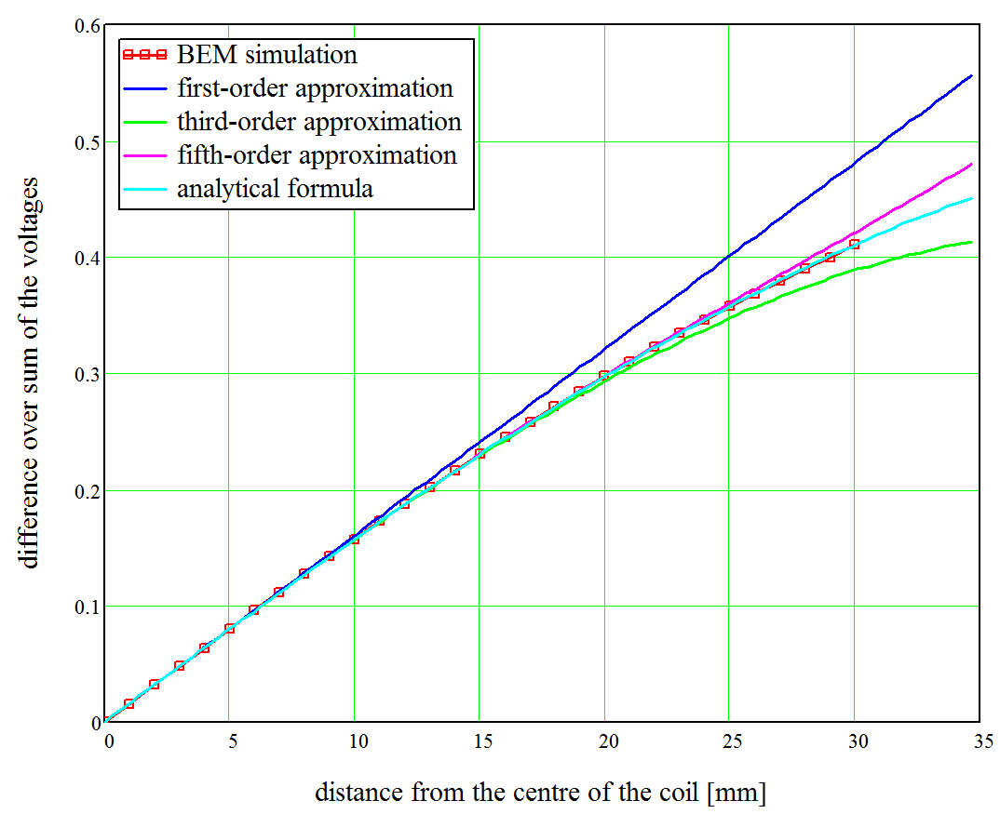 0.6
0.5
0.4
0.3
0.2
0.1
0
BEM simulation
first-order approximation
third-order approximation
fifth-order approximation
analytical formula
difference over sum of the voltages
0 5 10 15 20 25 30 35
distance from the centre of the coil [mm]